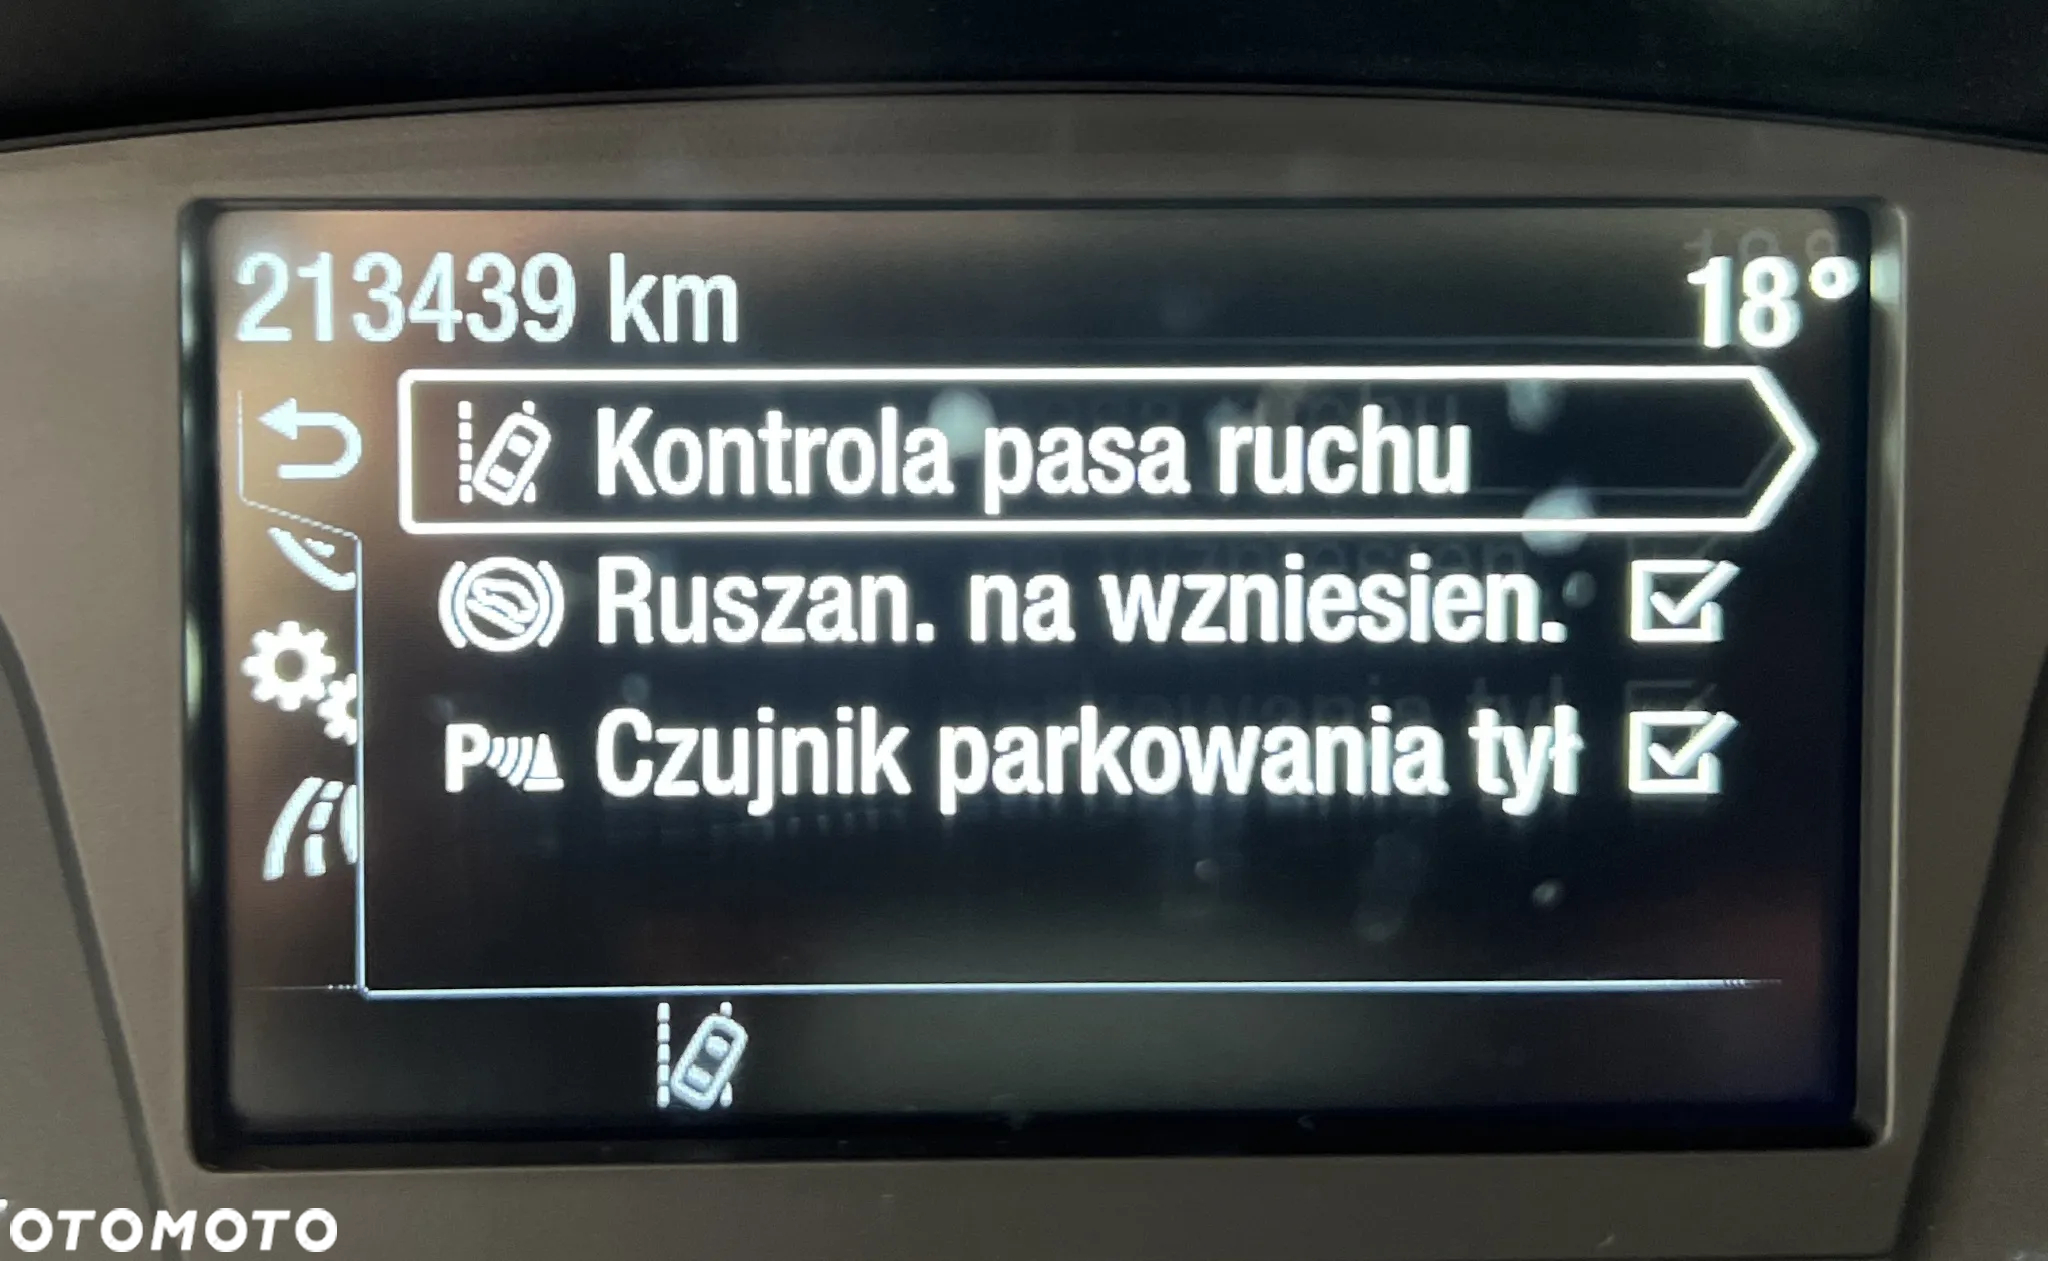 213439 km 18°
Kontrola pasa ruchu
Ruszan. na wzniesien.
P Czujnik parkowania tył
OTOMOTO